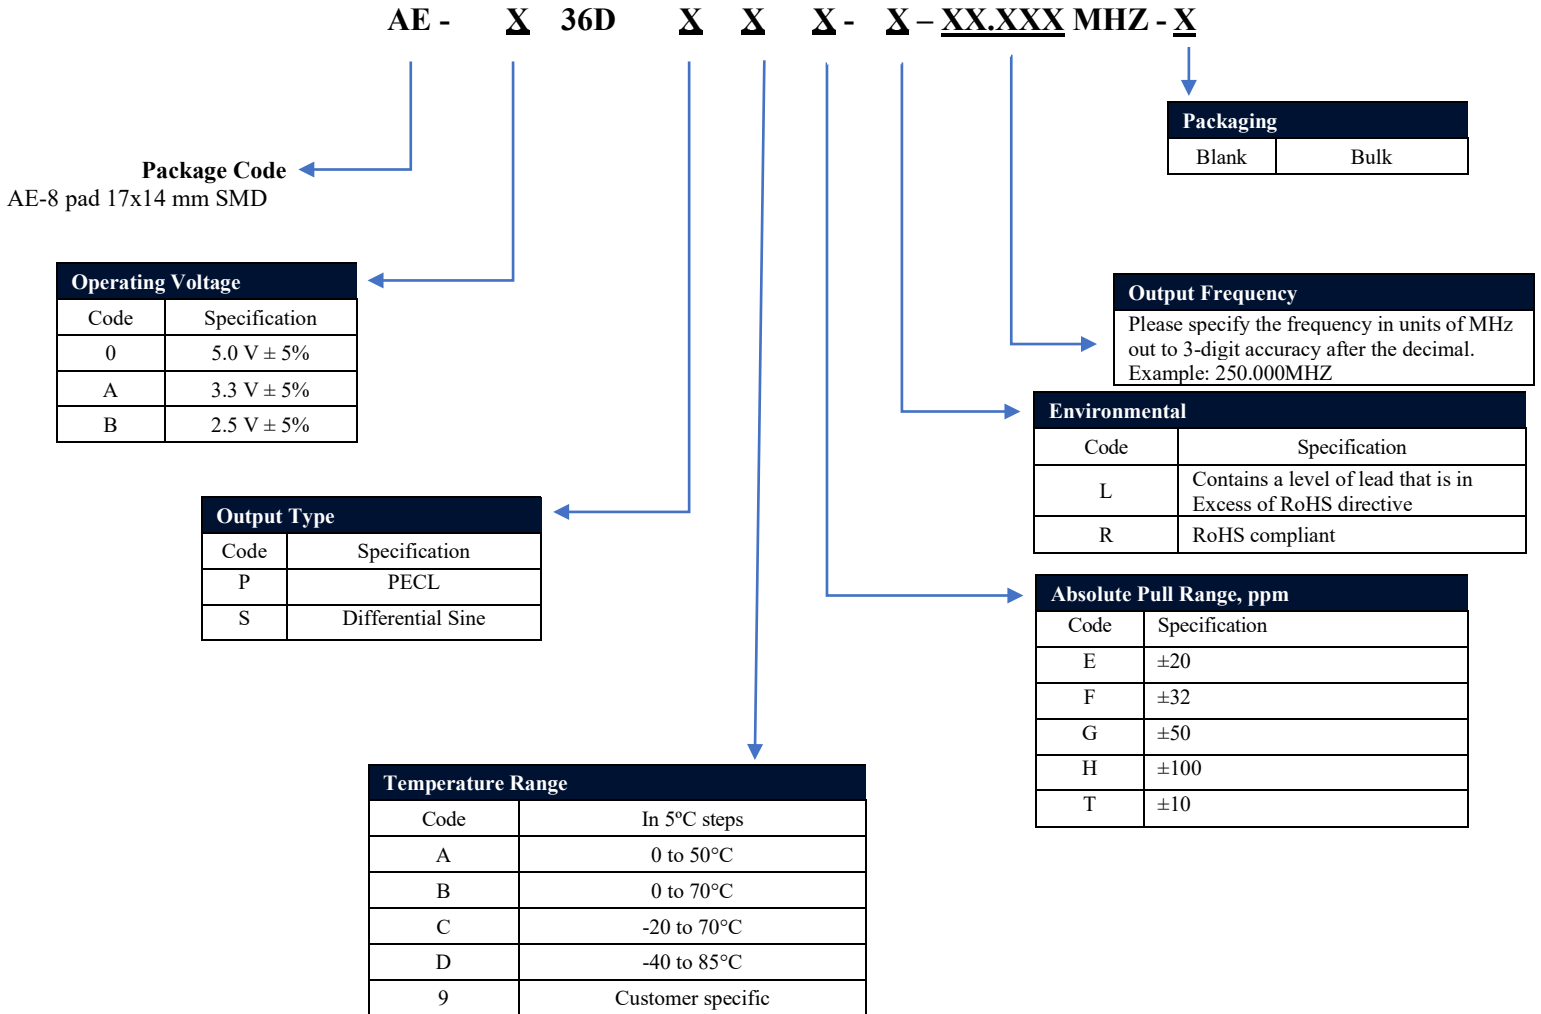 AE - X 36D X X X - X – XX.XXX MHZ - X
Packaging
Blank Bulk
Package Code
AE-8 pad 17x14 mm SMD
Operating Voltage
Code Specification
0 5.0 V ± 5%
A 3.3 V ± 5%
B 2.5 V ± 5%
Output Frequency
Please specify the frequency in units of MHz
out to 3-digit accuracy after the decimal.
Example: 250.000MHZ
Environmental
Code Specification
L Contains a level of lead that is in
Excess of RoHS directive
R RoHS compliant
Output Type
Code Specification
P PECL
S Differential Sine
Absolute Pull Range, ppm
Code Specification
E ±20
F ±32
G ±50
H ±100
T ±10
Temperature Range
Code In 5ºC steps
A 0 to 50°C
B 0 to 70°C
C -20 to 70°C
D -40 to 85°C
9 Customer specific